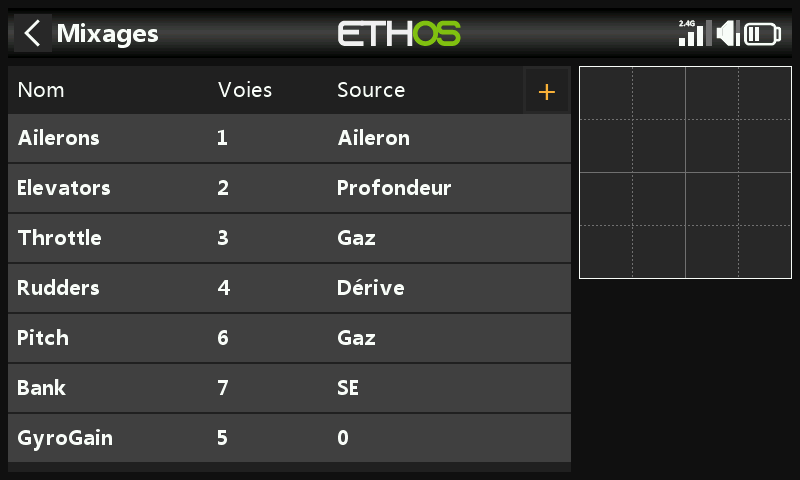 Mixages ETHOS 2.4G
Nom Voies Source +
Ailerons 1 Aileron
Elevators 2 Profondeur
Throttle 3 Gaz
Rudders 4 Dérive
Pitch 6 Gaz
Bank 7 SE
GyroGain 5 0